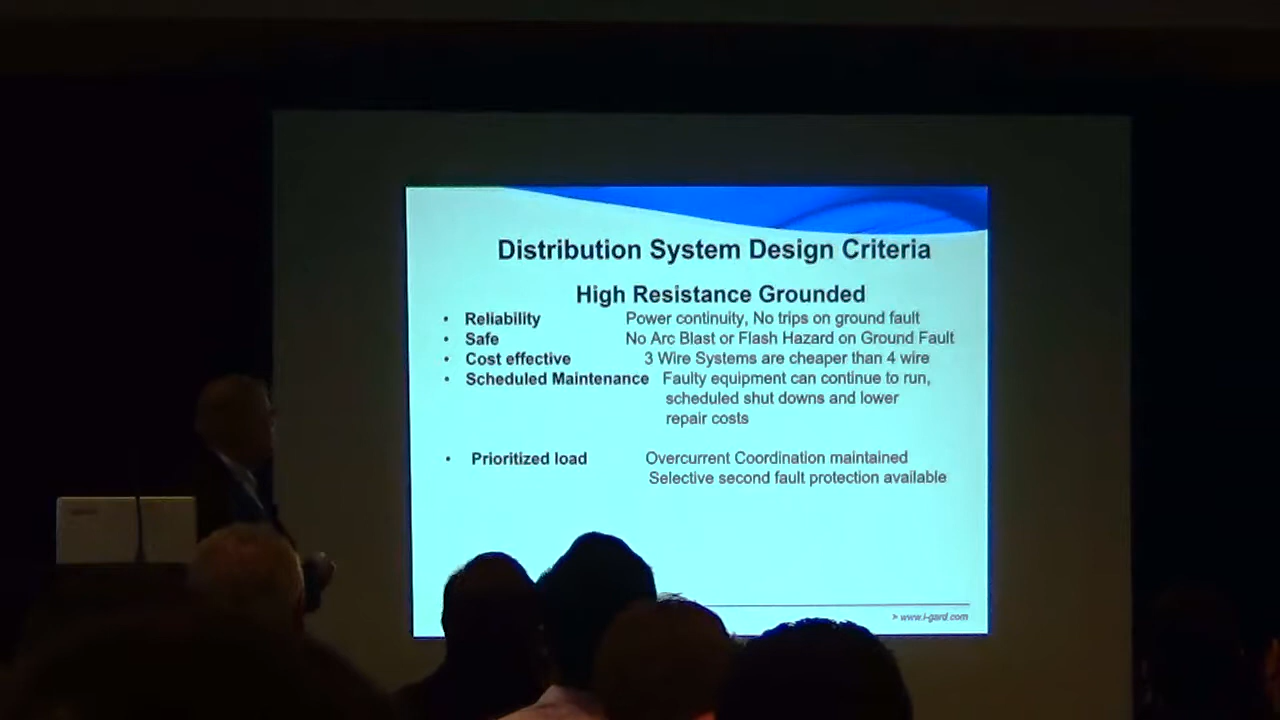 Distribution System Design Criteria
High Resistance Grounded
• Reliability Power continuity, No trips on ground fault
• Safe No Arc Blast or Flash Hazard on Ground Fault
• Cost effective 3 Wire Systems are cheaper than 4 wire
• Scheduled Maintenance Faulty equipment can continue to run,
scheduled shut downs and lower
repair costs
• Prioritized load Overcurrent Coordination maintained
Selective second fault protection available
> www.i-gard.com